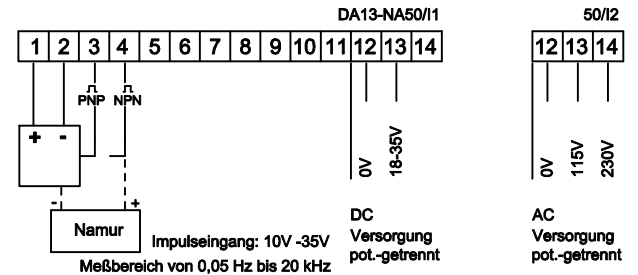 DA13-NA50/I1
50/I2
1 2 3 4 5 6 7 8 9 10 11 12 13 14
12 13 14
PNP NPN
+ -
0V
18-35V
0V
115V
230V
- +
Namur
Impulseingang: 10V -35V
Meßbereich von 0,05 Hz bis 20 kHz
DC
Versorgung
pot.-getrennt
AC
Versorgung
pot.-getrennt